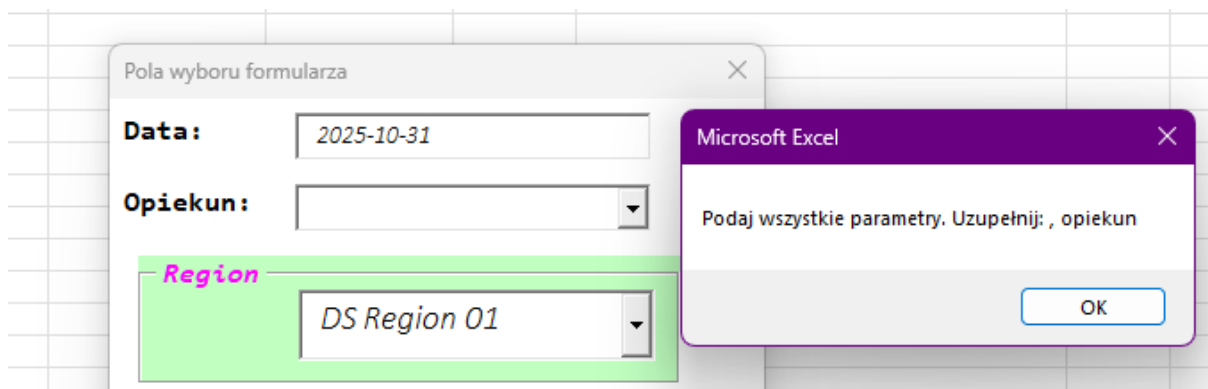 Pola wyboru formularza
Data: 2025-10-31
Microsoft Excel
Opiekun:
Podaj wszystkie parametry. Uzupełnij: , opiekun
Region
DS Region 01
OK